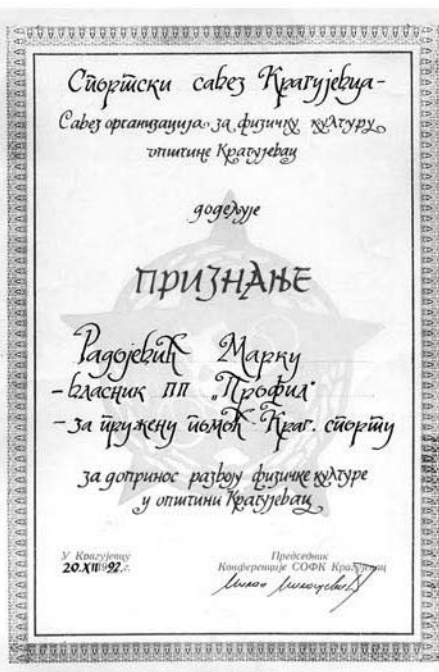 Спортски савез Крагујевца -
Савез организација за физичку културу
општине Крагујевац
додељује
ПРИЗНАЊЕ
Радојевић Марку
- власник ПП „Профил“
- за пружену помоћ Краг. спорту
за допринос развоју физичке културе
у општини Крагујевац
У Крагујевцу
20.XII 1992. г.
Председник
Конференције СОФК Крагујевац